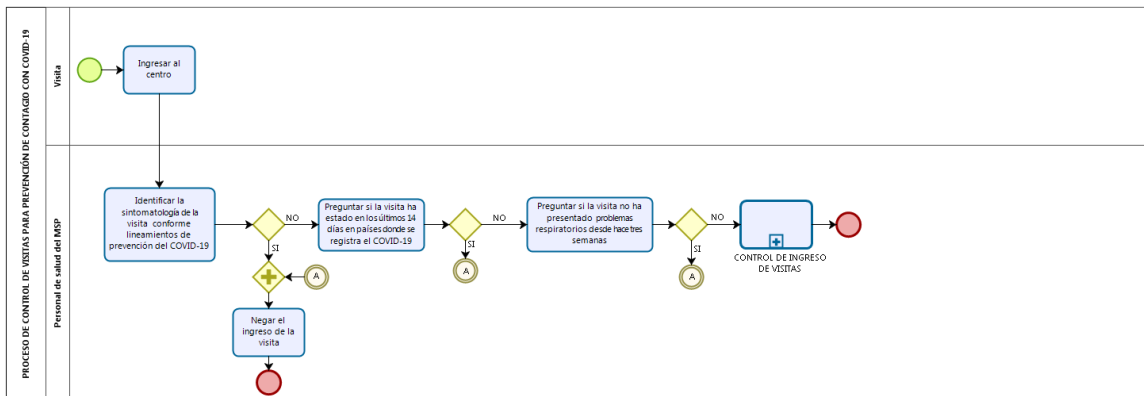 PROCESO DE CONTROL DE VISITAS PARA PREVENCIÓN DE CONTAGIO CON COVID-19
Visita
Ingresar al
centro
Personal de salud del MSP
Identificar la
sintomatología de la
visita conforme
lineamientos de
prevención del COVID-19
NO
SI
Preguntar si la visita ha
estado en los últimos 14
días en países donde se
registra el COVID-19
NO
SI
A
Preguntar si la visita no ha
presentado problemas
respiratorios desde hace tres
semanas
NO
SI
A
CONTROL DE INGRESO
DE VISITAS
A
Negar el
ingreso de la
visita